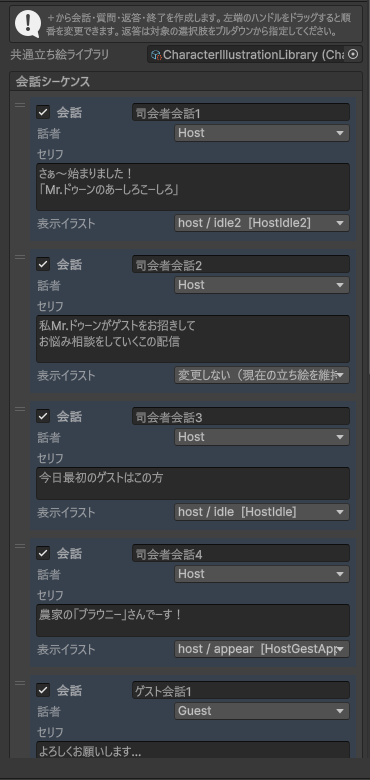 ＋から会話・質問・返答・終了を作成します。左端のハンドルをドラッグすると順
番を変更できます。返答は対象の選択肢をプルダウンから指定してください。
共通立ち絵ライブラリ CharacterIllustrationLibrary (Cha
会話シーケンス
会話 司会者会話1
話者 Host
セリフ
さぁ～始まりました！
「Mr.ドゥーンのあーしろこーしろ」
表示イラスト host / idle2 [HostIdle2]
会話 司会者会話2
話者 Host
セリフ
私Mr.ドゥーンがゲストをお招きして
お悩み相談をしていくこの配信
表示イラスト 変更しない（現在の立ち絵を維持
会話 司会者会話3
話者 Host
セリフ
今日最初のゲストはこの方
表示イラスト host / idle [HostIdle]
会話 司会者会話4
話者 Host
セリフ
農家の「ブラウニー」さんでーす！
表示イラスト host / appear [HostGestApp
会話 ゲスト会話1
話者 Guest
セリフ
よろしくお願いします...